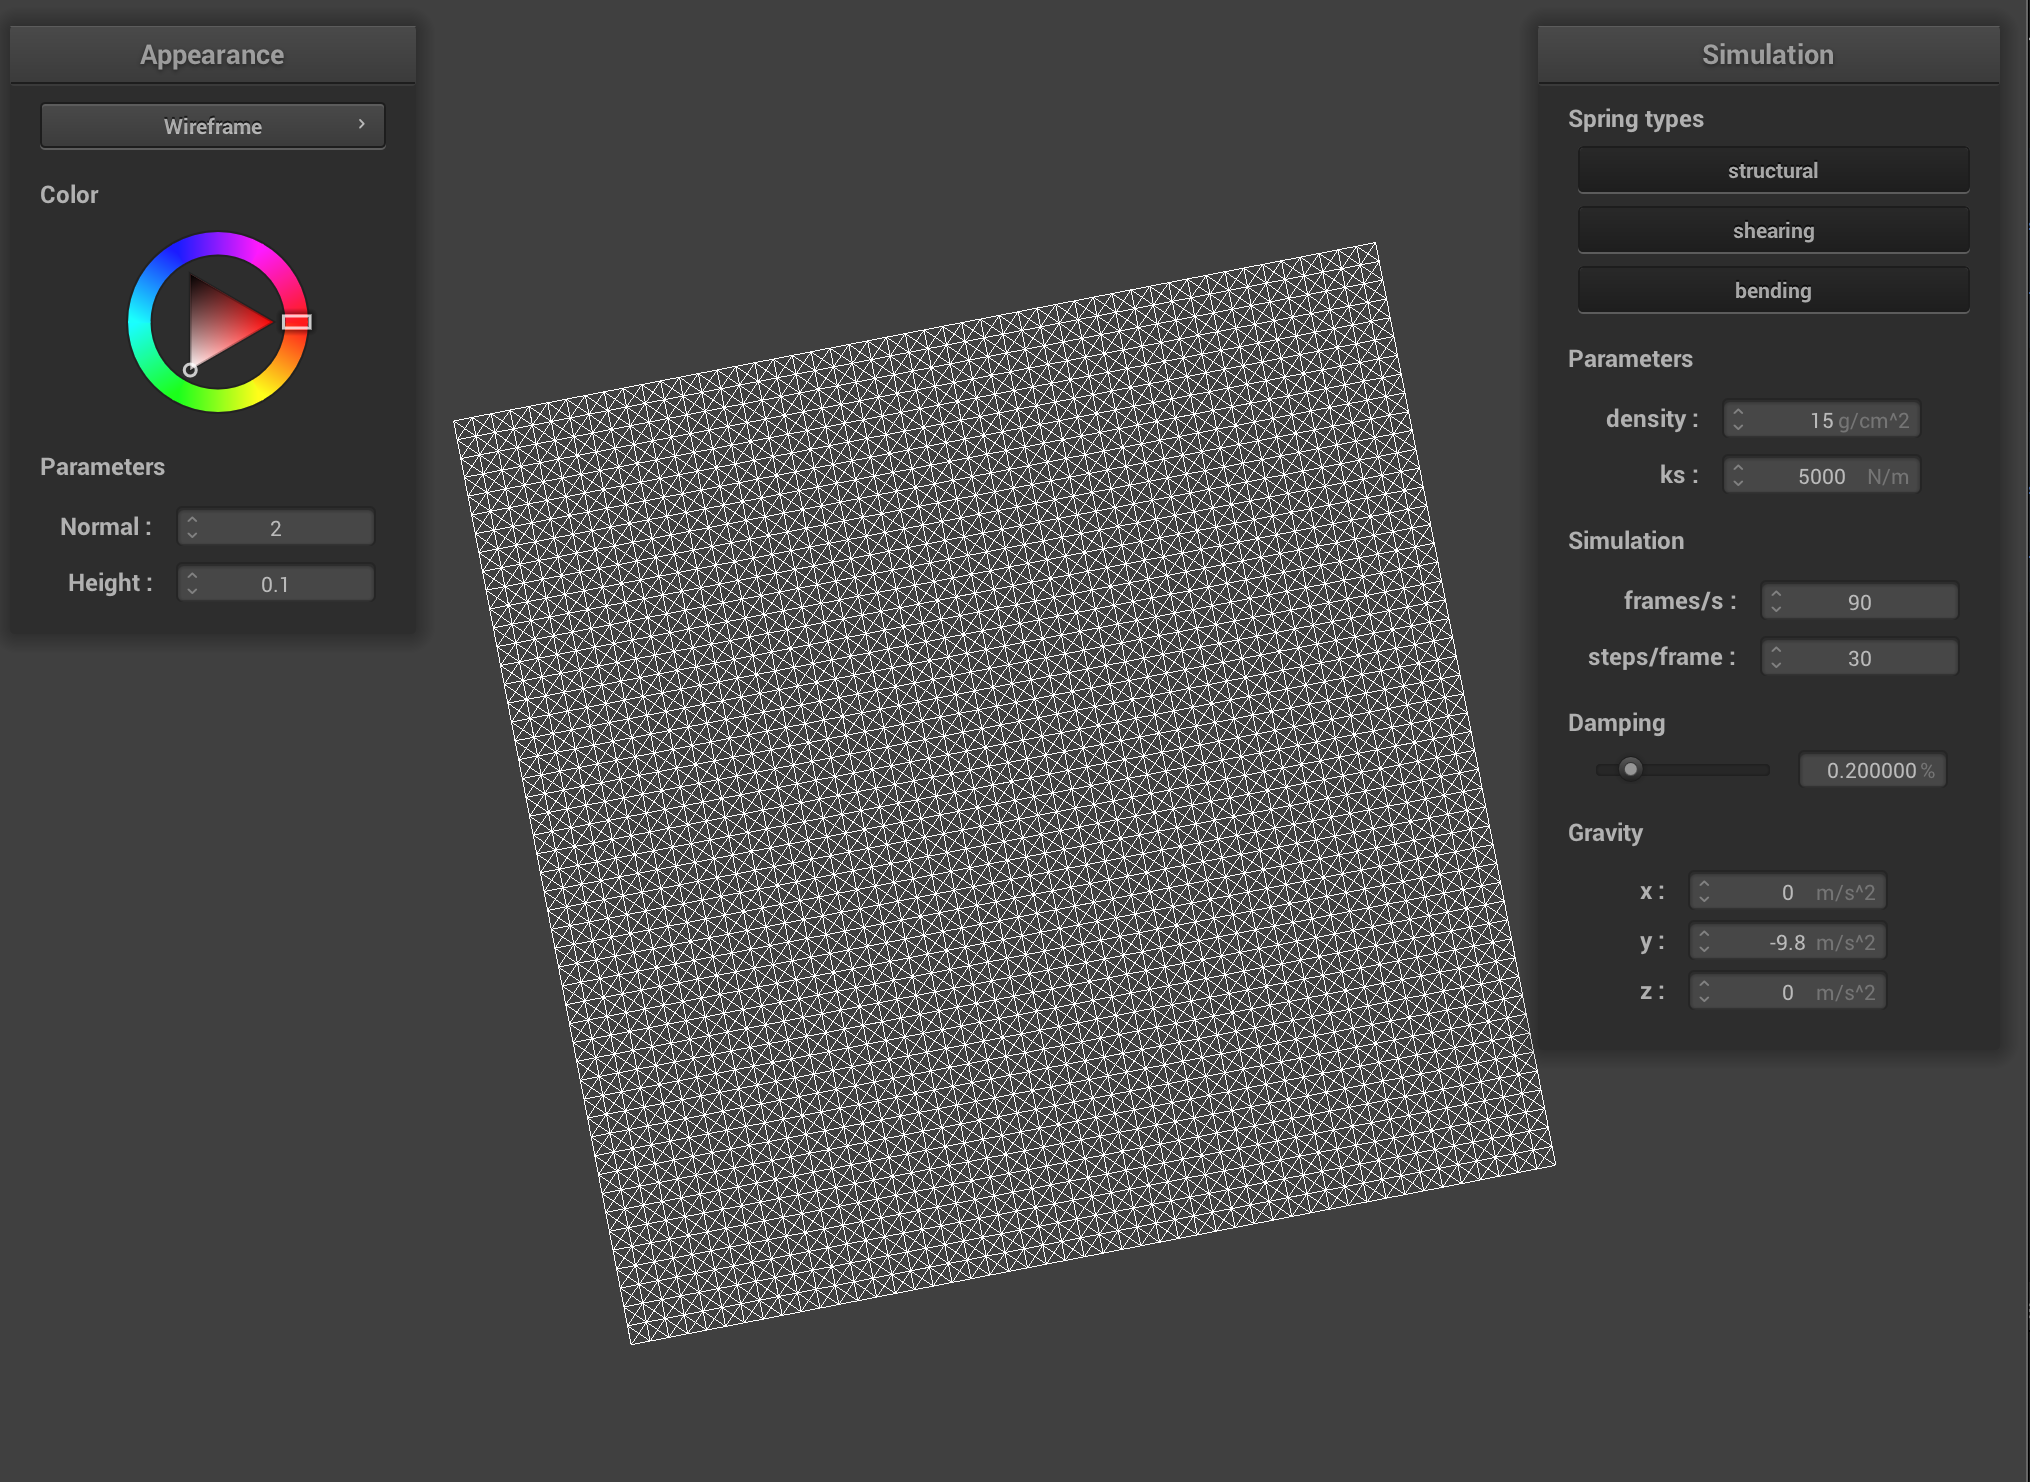 Appearance
Wireframe
Color
Parameters
Normal : 2
Height : 0.1
Simulation
Spring types
structural
shearing
bending
Parameters
density : 15 g/cm^2
ks : 5000 N/m
Simulation
frames/s : 90
steps/frame : 30
Damping
0.200000 %
Gravity
x : 0 m/s^2
y : -9.8 m/s^2
z : 0 m/s^2